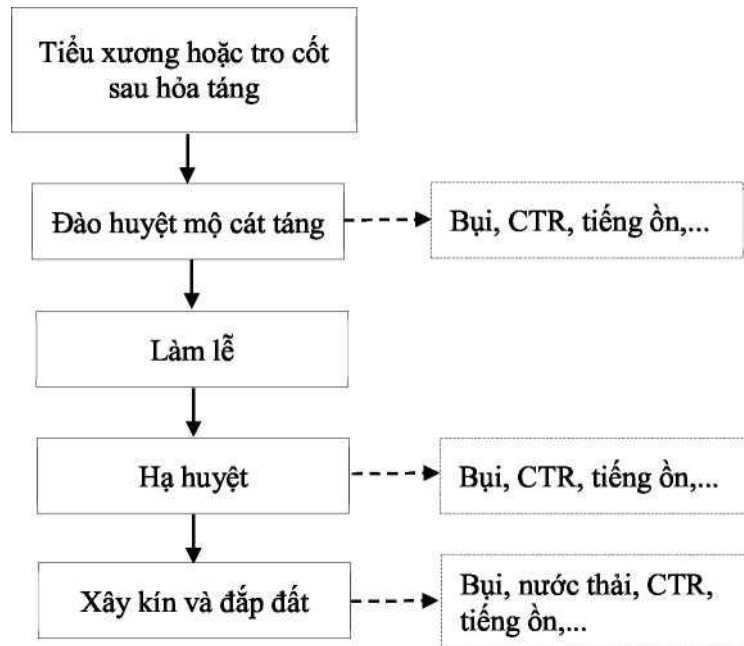 Tiểu xương hoặc tro cốt
sau hỏa táng
Đào huyệt mộ cát táng
Bụi, CTR, tiếng ồn,...
Làm lễ
Hạ huyệt
Bụi, CTR, tiếng ồn,...
Xây kín và đắp đất
Bụi, nước thải, CTR,
tiếng ồn,...